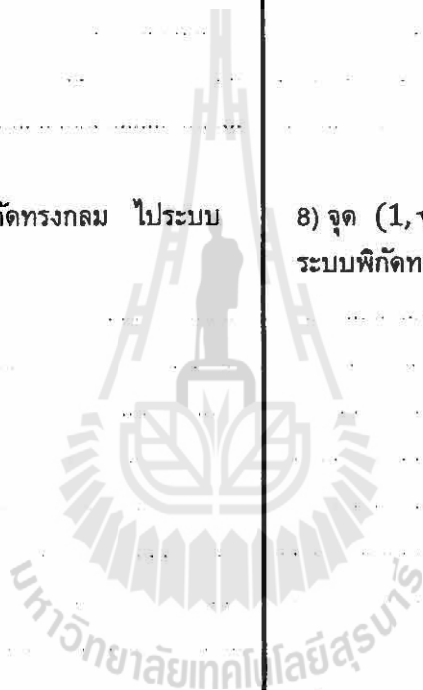 กัดทรงกลม ไประบบ
8) จุด (1,
ระบบพิกัดท
มหาวิทยาลัยเทคโนโลยีสุรนารี